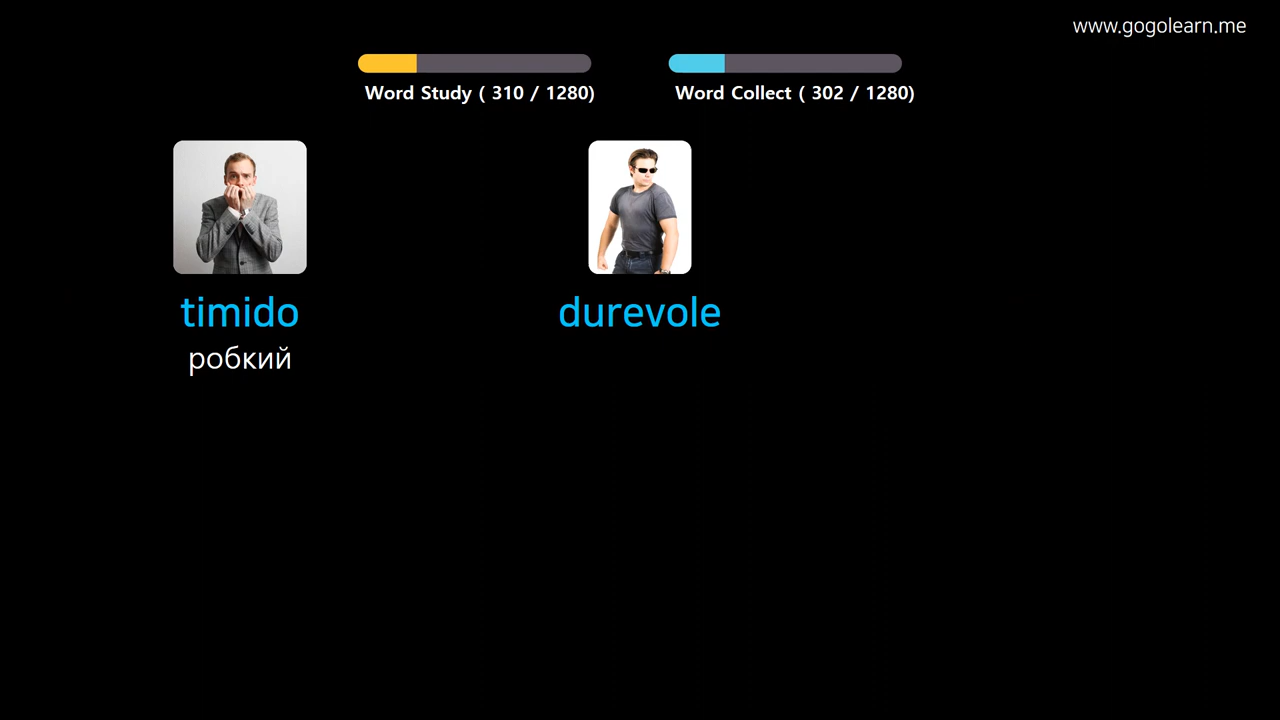 www.gogolearn.me
Word Study ( 310 / 1280)
Word Collect ( 302 / 1280)
timido
durevole
робкий